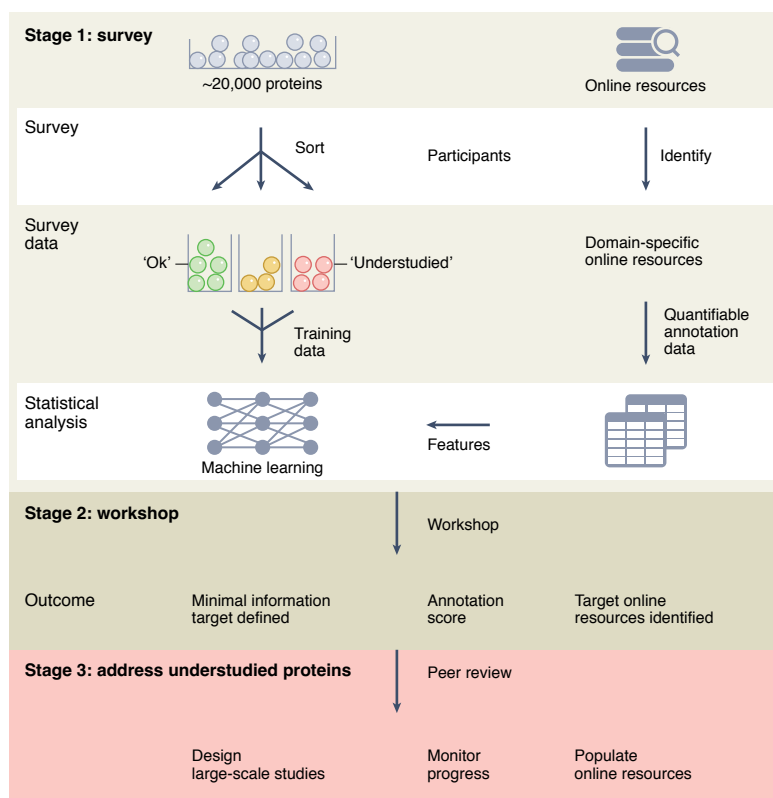 Stage 1: survey
~20,000 proteins
Online resources
Survey
Sort
Participants
Identify
Survey
data
'Ok'
'Understudied'
Domain-specific
online resources
Training
data
Quantifiable
annotation
data
Statistical
analysis
Machine learning
Features
Stage 2: workshop
Workshop
Outcome
Minimal information
target defined
Annotation
score
Target online
resources identified
Stage 3: address understudied proteins
Peer review
Design
large-scale studies
Monitor
progress
Populate
online resources